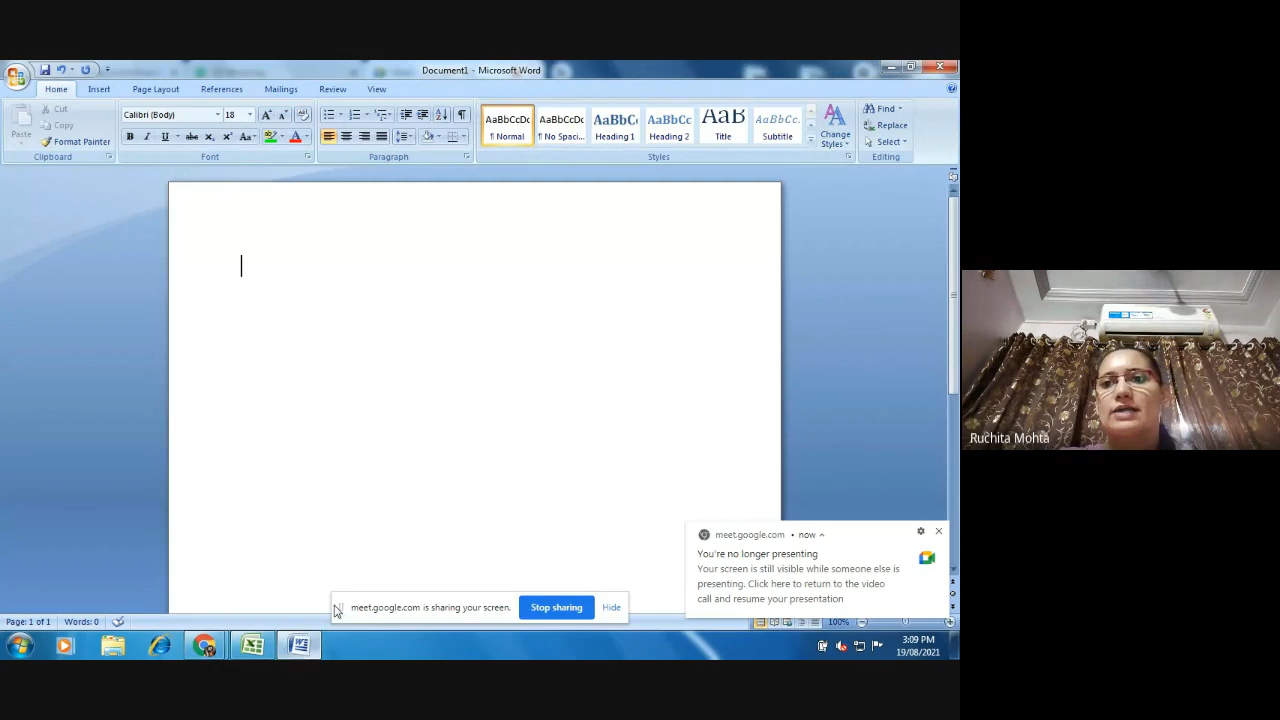 Document1 - Microsoft Word
Home Insert Page Layout References Mailings Review View
Cut
Copy
Paste
Format Painter
Clipboard
Calibri (Body) 18
B I U abc X₂ X² Aa
Font
Paragraph
AaBbCcDc AaBbCcDc AaBbC AaBbCc AaB AaBbCc.
¶ Normal ¶ No Spaci... Heading 1 Heading 2 Title Subtitle
Change
Styles
Styles
Find
Replace
Select
Editing
Ruchita Mohta
meet.google.com • now
You're no longer presenting
Your screen is still visible while someone else is
presenting. Click here to return to the video
call and resume your presentation
meet.google.com is sharing your screen. Stop sharing Hide
Page: 1 of 1 Words: 0 100%
3:09 PM
19/08/2021